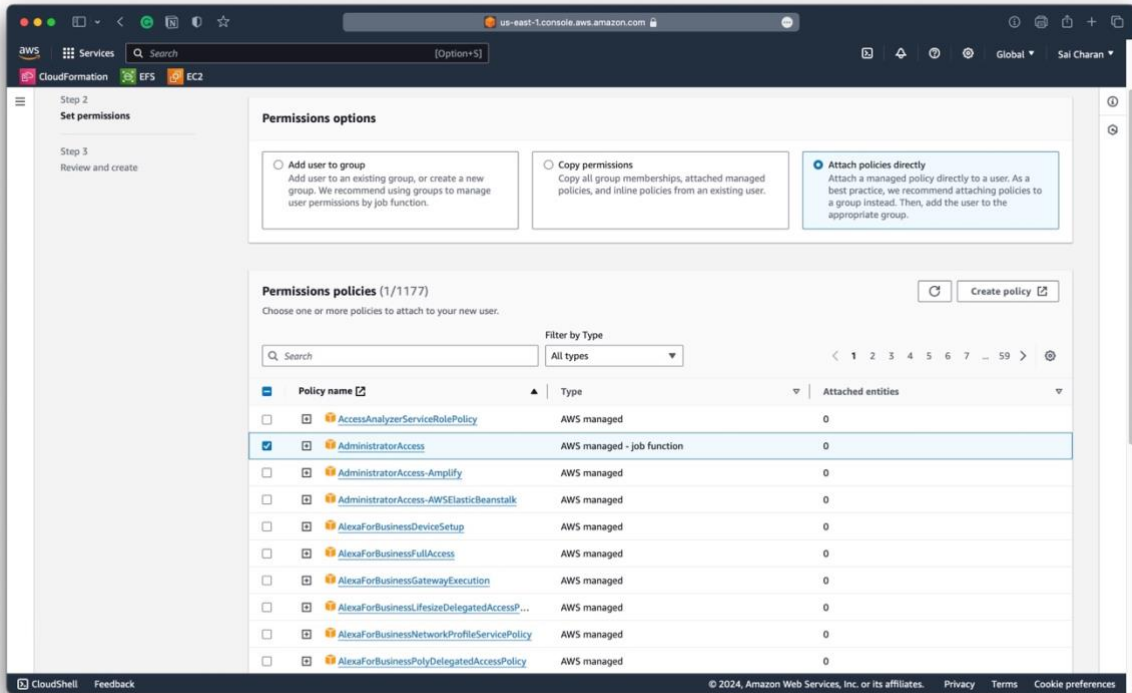 us-east-1.console.aws.amazon.com
aws
Services
Search
[Option+S]
Global
Sai Charan
CloudFormation
EFS
EC2
Step 2
Set permissions
Step 3
Review and create
Permissions options
Add user to group
Add user to an existing group, or create a new
group. We recommend using groups to manage
user permissions by job function.
Copy permissions
Copy all group memberships, attached managed
policies, and inline policies from an existing user.
Attach policies directly
Attach a managed policy directly to a user. As a
best practice, we recommend attaching policies to
a group instead. Then, add the user to the
appropriate group.
Permissions policies (1/1177)
Create policy
Choose one or more policies to attach to your new user.
Filter by Type
Search
All types
1 2 3 4 5 6 7 ... 59
Policy name Type Attached entities
AccessAnalyzerServiceRolePolicy AWS managed 0
AdministratorAccess AWS managed - job function 0
AdministratorAccess-Amplify AWS managed 0
AdministratorAccess-AWSElasticBeanstalk AWS managed 0
AlexaForBusinessDeviceSetup AWS managed 0
AlexaForBusinessFullAccess AWS managed 0
AlexaForBusinessGatewayExecution AWS managed 0
AlexaForBusinessLifesizeDelegatedAccessP... AWS managed 0
AlexaForBusinessNetworkProfileServicePolicy AWS managed 0
AlexaForBusinessPolyDelegatedAccessPolicy AWS managed 0
CloudShell Feedback © 2024, Amazon Web Services, Inc. or its affiliates. Privacy Terms Cookie preferences